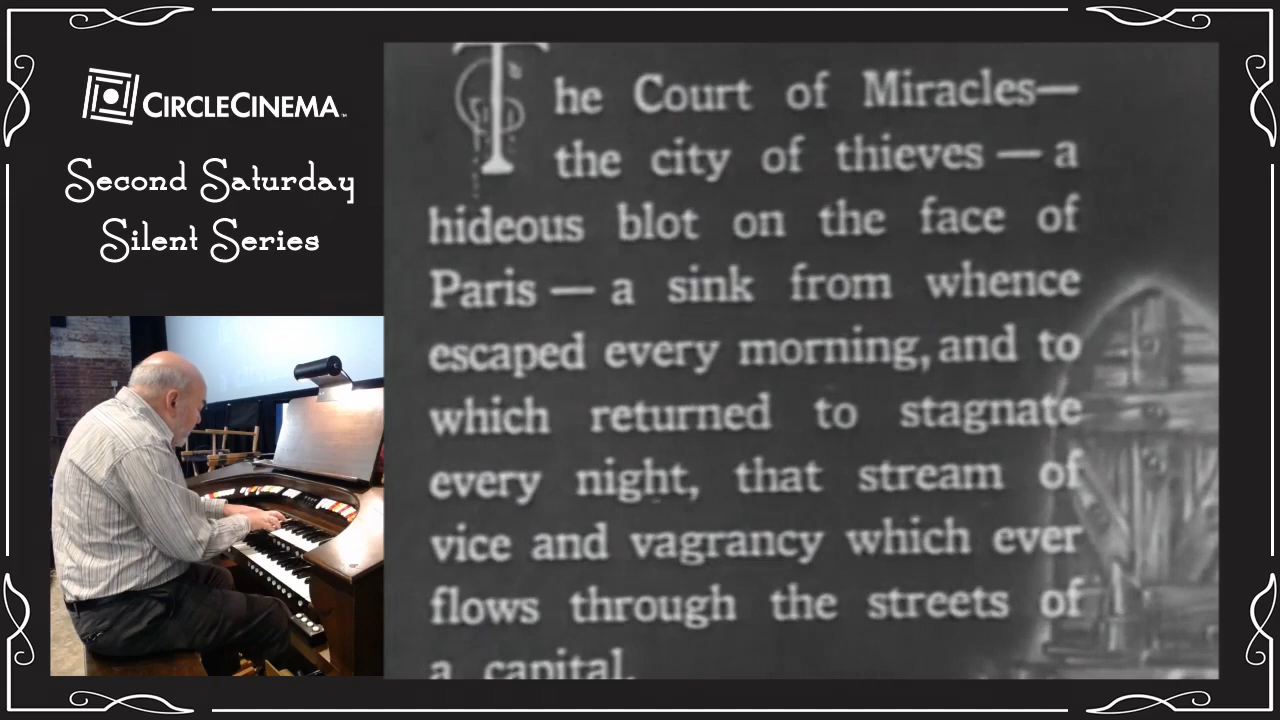 CIRCLECINEMA™
Second Saturday
Silent Series
The Court of Miracles—
the city of thieves — a
hideous blot on the face of
Paris — a sink from whence
escaped every morning, and to
which returned to stagnate
every night, that stream of
vice and vagrancy which ever
flows through the streets of
a capital.